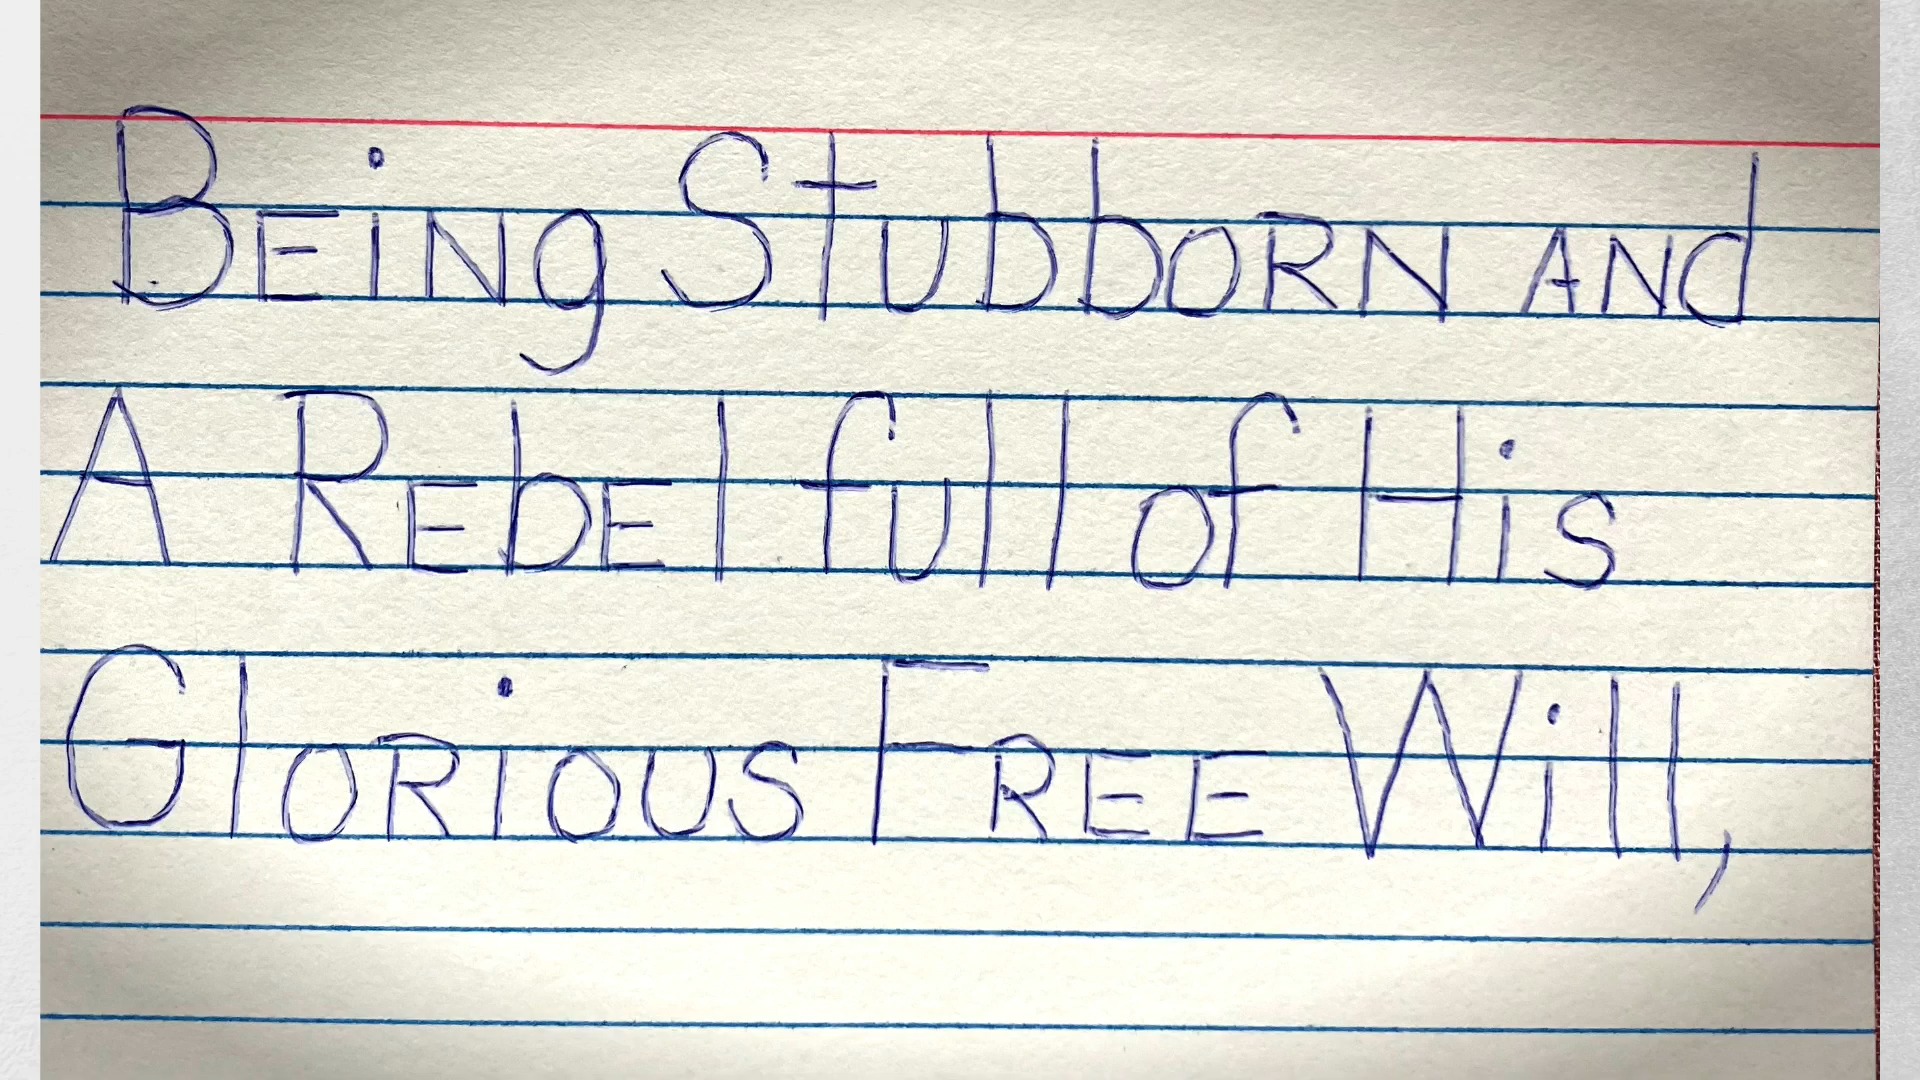 Being Stubborn and
A Rebel full of His
Glorious Free Will,